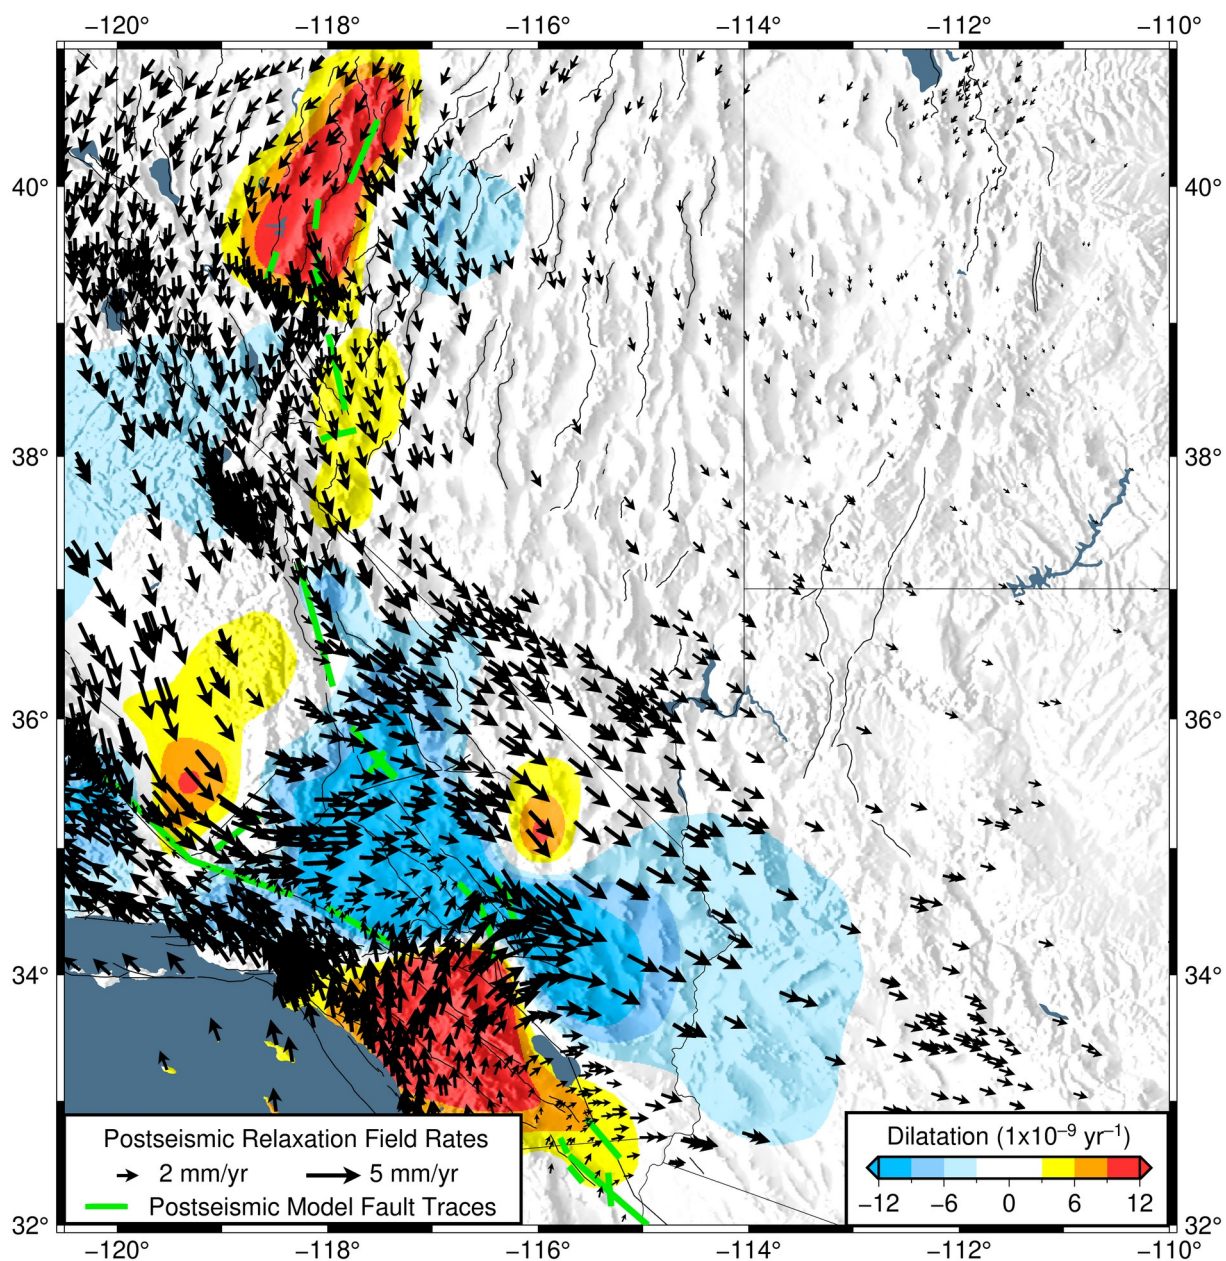 −120° −118° −116° −114° −112° −110°
40° 40°
38° 38°
36° 36°
34° 34°
Postseismic Relaxation Field Rates
2 mm/yr 5 mm/yr
Postseismic Model Fault Traces
Dilatation (1x10⁻⁹ yr⁻¹)
−12 −6 0 6 12
32° 32°
−120° −118° −116° −114° −112° −110°